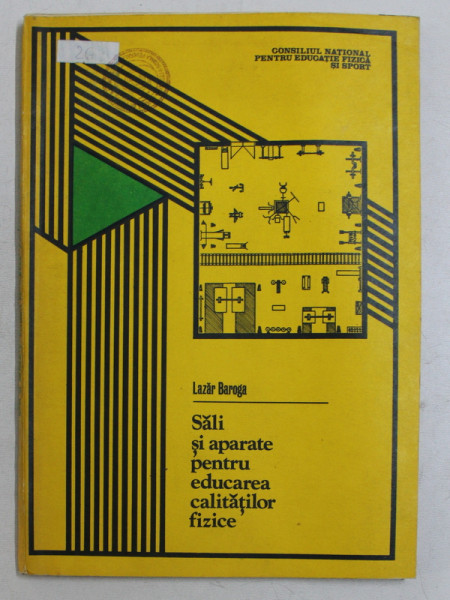 CONSILIUL NAȚIONAL
PENTRU EDUCAȚIE FIZICĂ
ȘI SPORT
Lazăr Baroga
Săli
și aparate
pentru
educarea
calităților
fizice